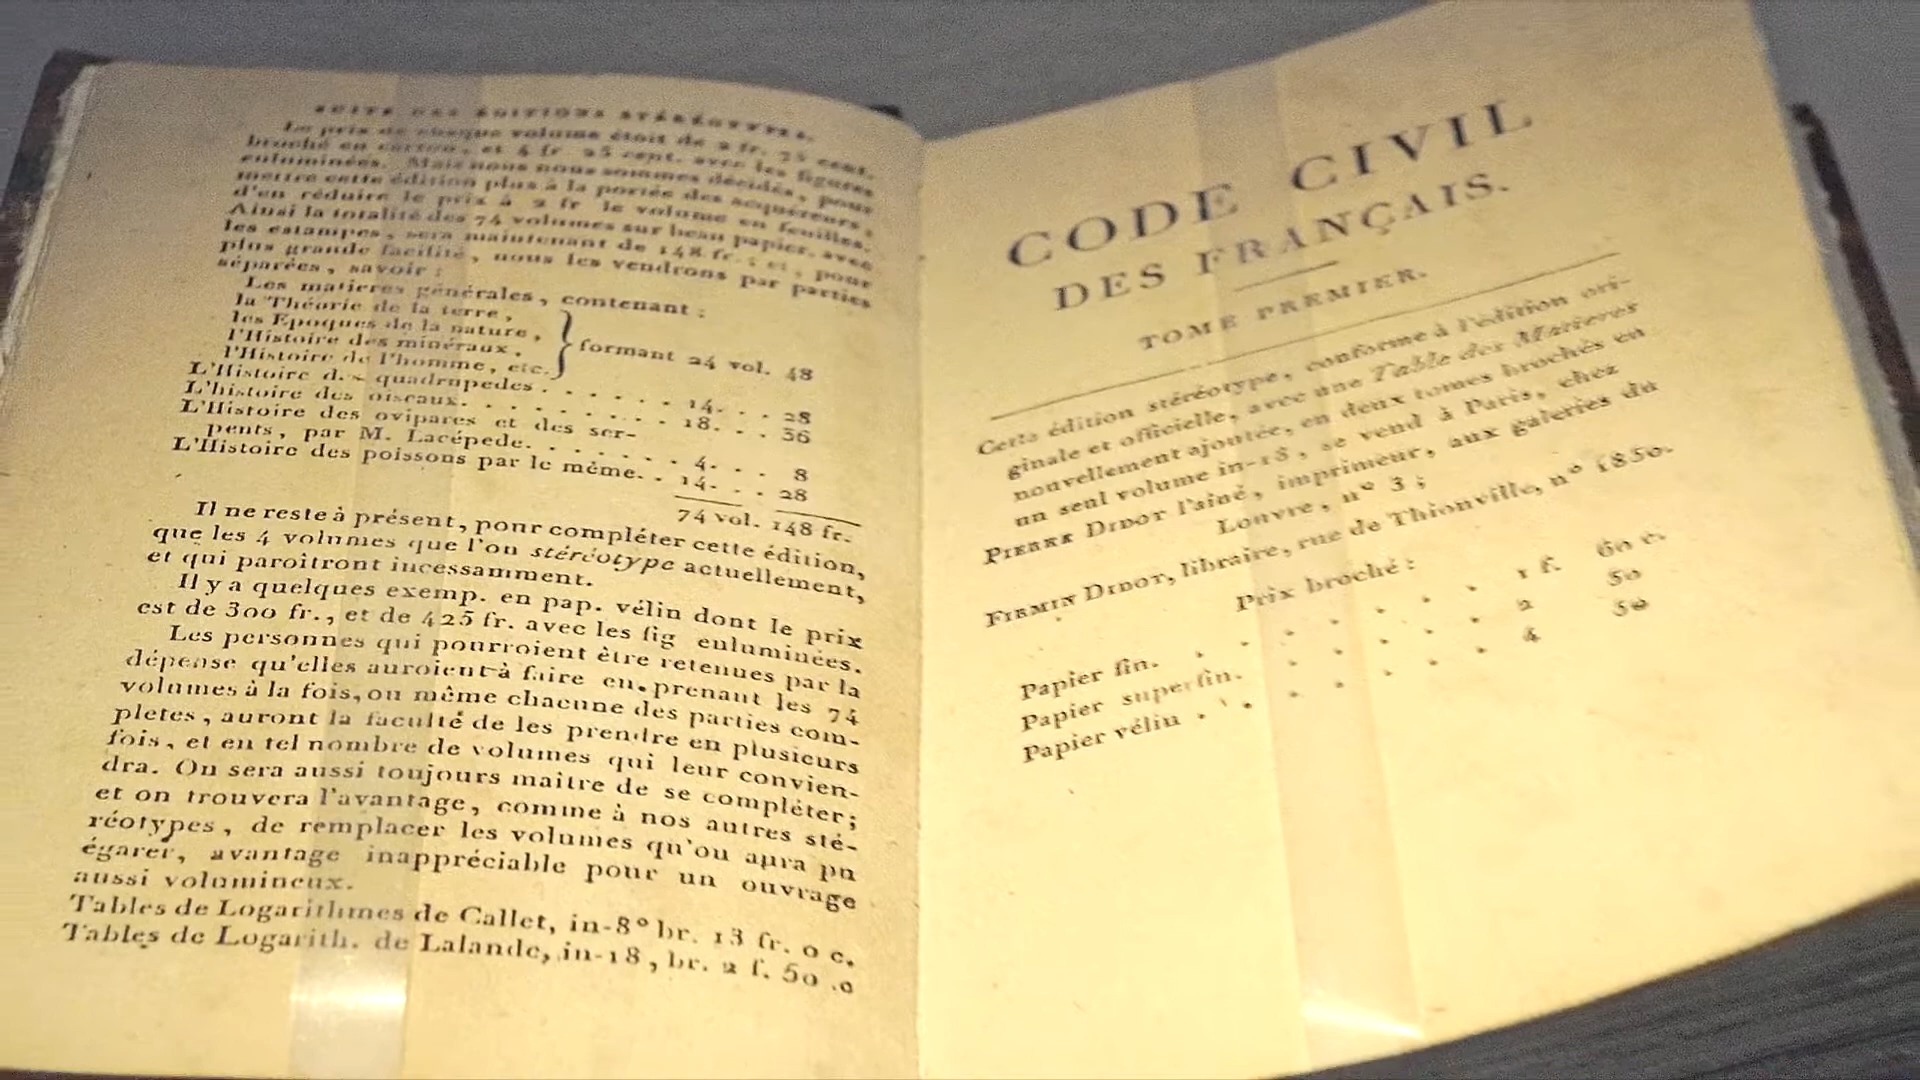 SUITE DES ÉDITIONS STÉRÉOTYPES.
Le prix de chaque volume étoit de 2 fr. 75 cent.
broché en carton, et 4 fr 25 cent. avec les figures
enluminées. Mais nous nous sommes décidés, pour
mettre cette édition plus à la portée des acquéreurs,
d'en réduire le prix à 2 fr le volume en feuilles.
Ainsi la totalité des 74 volumes sur beau papier, avec
les estampes, sera maintenant de 148 fr.; et, pour
plus grande facilité, nous les vendrons par parties
séparées, savoir :
Les matieres générales, contenant :
la Théorie de la terre,
les Epoques de la nature,
l'Histoire des minéraux,
l'Histoire de l'homme, etc.
} formant 24 vol. 48
L'Histoire des quadrupedes . . . . . . 14. . . 28
L'histoire des oiseaux. . . . . . . . . 18. . . 36
L'Histoire des ovipares et des ser-
pents, par M. Lacépede. . . . . . . 4. . . 8
L'Histoire des poissons par le même. . 14. . . 28
74 vol. 148 fr.
Il ne reste à présent, pour compléter cette édition,
que les 4 volumes que l'on stéréotype actuellement,
et qui paroîtront incessamment.
Il y a quelques exemp. en pap. vélin dont le prix
est de 300 fr., et de 425 fr. avec les fig enluminées.
Les personnes qui pourroient être retenues par la
dépense qu'elles auroient à faire en prenant les 74
volumes à la fois, ou même chacune des parties com-
pletes, auront la faculté de les prendre en plusieurs
fois, et en tel nombre de volumes qui leur convien-
dra. On sera aussi toujours maître de se compléter;
et on trouvera l'avantage, comme à nos autres sté-
réotypes, de remplacer les volumes qu'on aura pu
égarer, avantage inappréciable pour un ouvrage
aussi volumineux.
Tables de Logarithmes de Callet, in-8° br. 13 fr. 0 c.
Tables de Logarith. de Lalande, in-18, br. 2 f. 50 .c
CODE CIVIL
DES FRANÇAIS.
TOME PREMIER.
Cette édition stéréotype, conforme à l'édition ori-
ginale et officielle, avec une Table des Matieres
nouvellement ajoutée, en deux tomes brochés en
un seul volume in-18, se vend à Paris, chez
PIERRE DIDOT l'aîné, imprimeur, aux galeries du
Louvre, n° 3 ;
FIRMIN DIDOT, libraire, rue de Thionville, n° 1850.
Prix broché :
Papier fin. . . . . . . . 1 f. 60 c.
Papier superfin. . . . . . . 2 50
Papier vélin . . . . . . . . 4 50